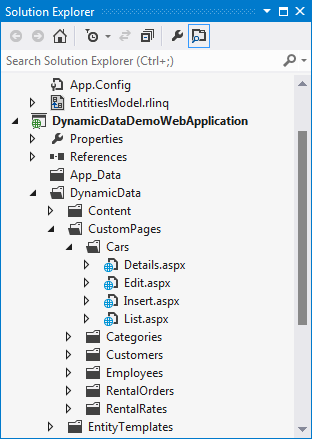 Solution Explorer
Search Solution Explorer (Ctrl+;)
App.Config
EntitiesModel.rlinq
DynamicDataDemoWebApplication
Properties
References
App_Data
DynamicData
Content
CustomPages
Cars
Details.aspx
Edit.aspx
Insert.aspx
List.aspx
Categories
Customers
Employees
RentalOrders
RentalRates
EntityTemplates